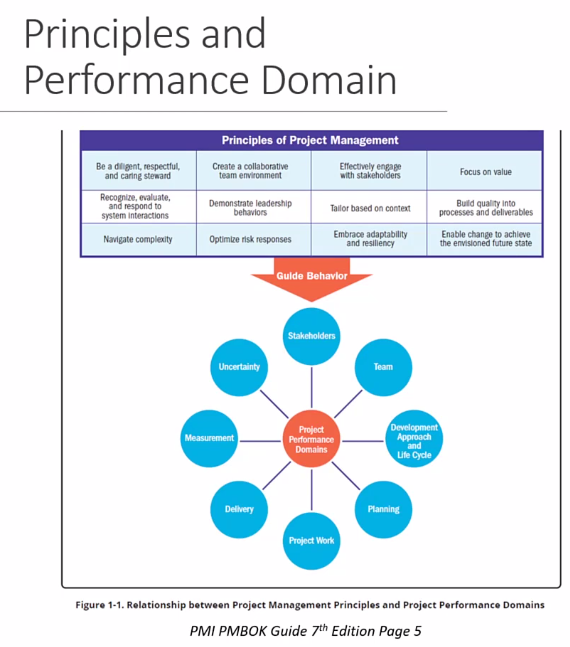 Principles and
Performance Domain
Principles of Project Management
Be a diligent, respectful,
and caring steward
Create a collaborative
team environment
Effectively engage
with stakeholders
Focus on value
Recognize, evaluate,
and respond to
system interactions
Demonstrate leadership
behaviors
Tailor based on context
Build quality into
processes and deliverables
Navigate complexity
Optimize risk responses
Embrace adaptability
and resiliency
Enable change to achieve
the envisioned future state
Guide Behavior
Stakeholders
Uncertainty
Team
Measurement
Project
Performance
Domains
Development
Approach
and
Life Cycle
Delivery
Planning
Project Work
Figure 1-1. Relationship between Project Management Principles and Project Performance Domains
PMI PMBOK Guide 7th Edition Page 5